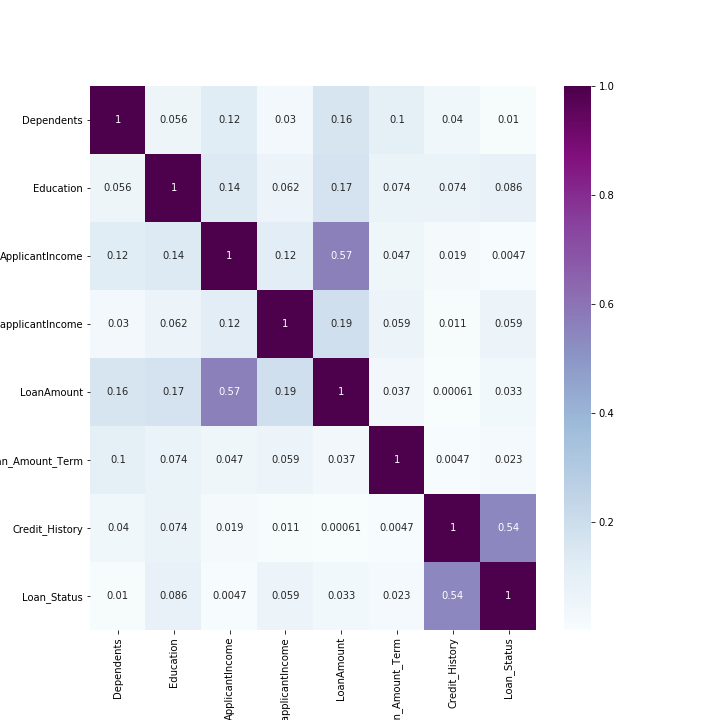 Dependents 1 0.056 0.12 0.03 0.16 0.1 0.04 0.01
Education 0.056 1 0.14 0.062 0.17 0.074 0.074 0.086
ApplicantIncome 0.12 0.14 1 0.12 0.57 0.047 0.019 0.0047
applicantIncome 0.03 0.062 0.12 1 0.19 0.059 0.011 0.059
LoanAmount 0.16 0.17 0.57 0.19 1 0.037 0.00061 0.033
n_Amount_Term 0.1 0.074 0.047 0.059 0.037 1 0.0047 0.023
Credit_History 0.04 0.074 0.019 0.011 0.00061 0.0047 1 0.54
Loan_Status 0.01 0.086 0.0047 0.059 0.033 0.023 0.54 1
Dependents
Education
ApplicantIncome
applicantIncome
LoanAmount
n_Amount_Term
Credit_History
Loan_Status
1.0
0.8
0.6
0.4
0.2